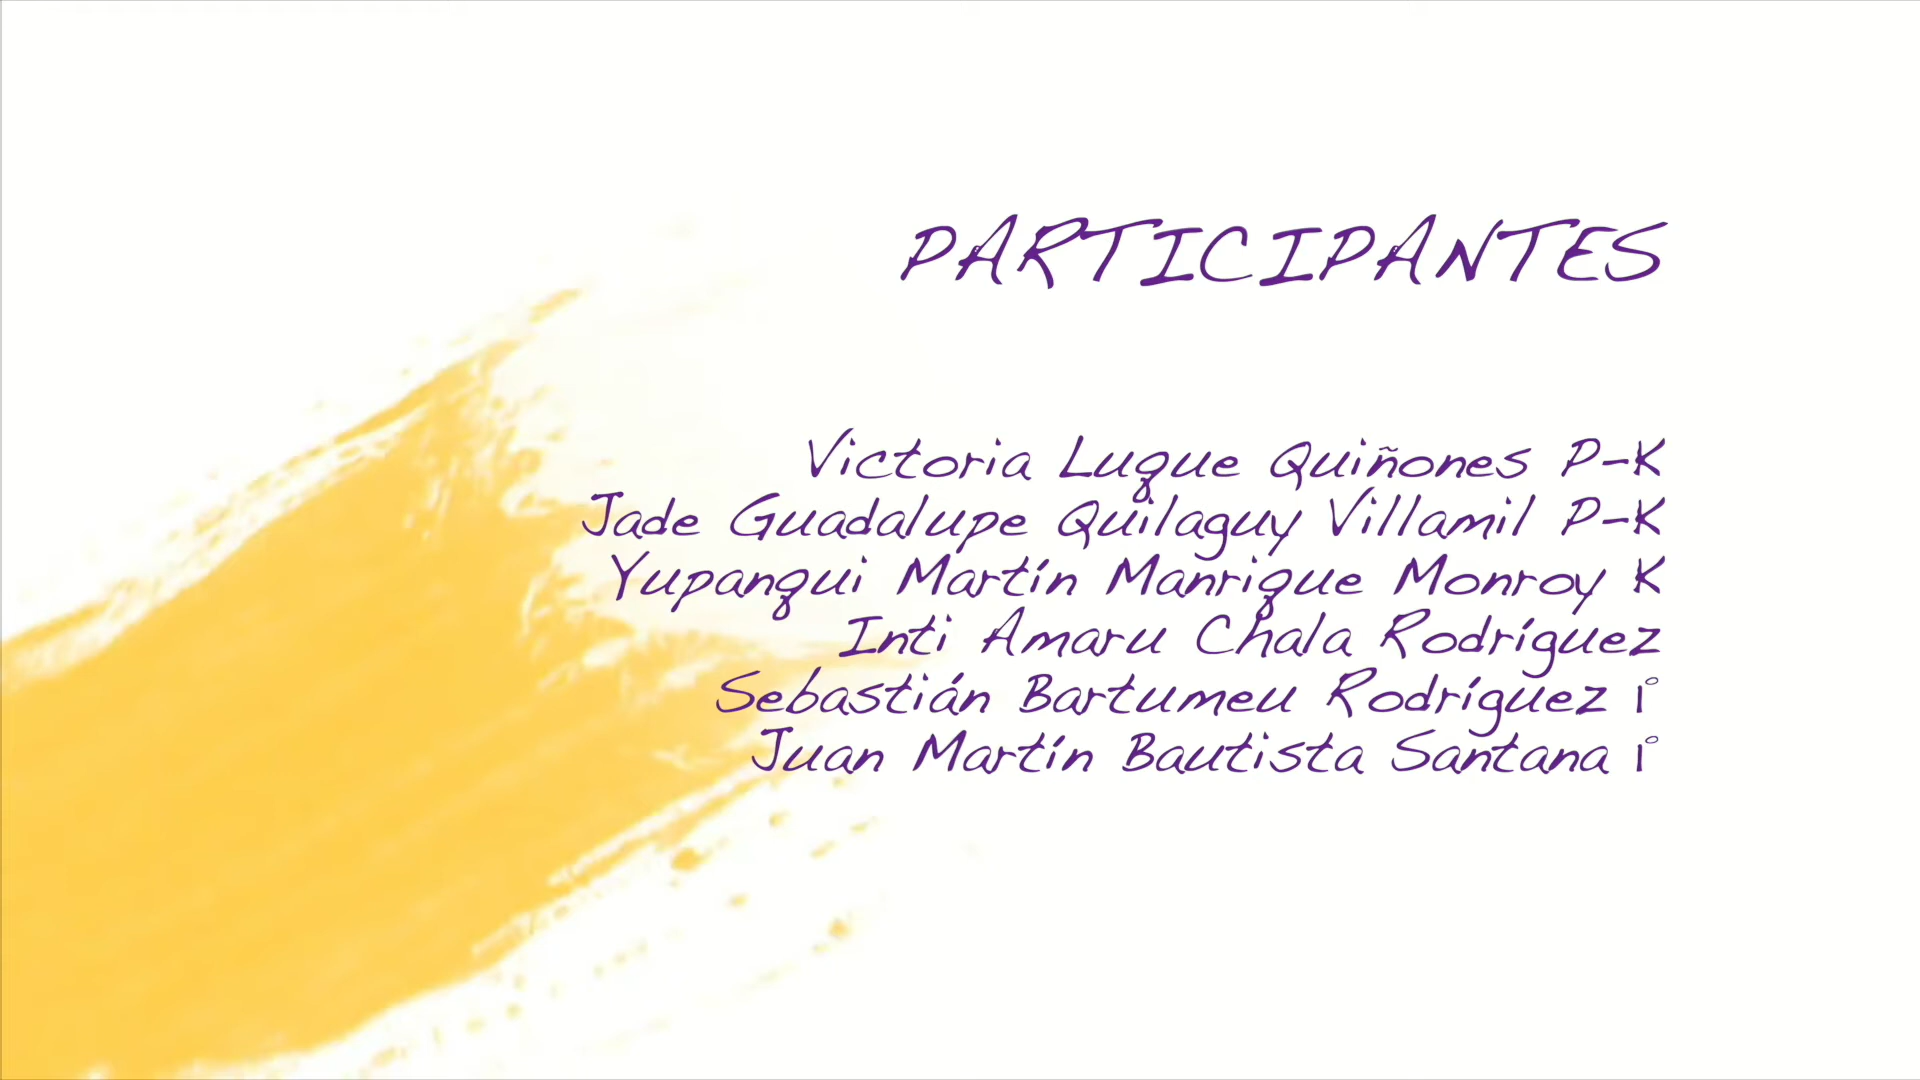 PARTICIPANTES
Victoria Luque Quiñones P-K
Jade Guadalupe Quilaguy Villamil P-K
Yupanqui Martín Manrique Monroy K
Inti Amaru Chala Rodríguez
Sebastián Bartumeu Rodríguez 1°
Juan Martín Bautista Santana 1°